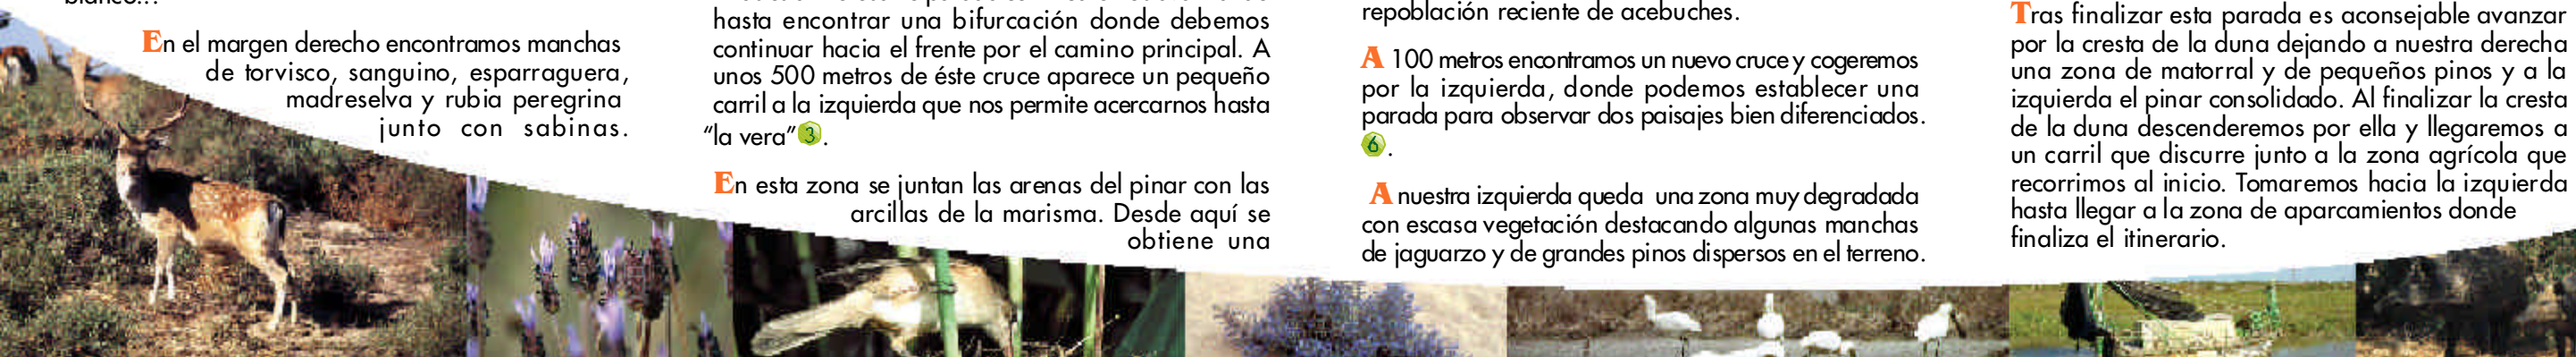 En el margen derecho encontramos manchas
de torvisco, sanguino, esparraguera,
madreselva y rubia peregrina
junto con sabinas.
hasta encontrar una bifurcación donde debemos
continuar hacia el frente por el camino principal. A
unos 500 metros de éste cruce aparece un pequeño
carril a la izquierda que nos permite acercarnos hasta
“la vera” 3.
En esta zona se juntan las arenas del pinar con las
arcillas de la marisma. Desde aquí se
obtiene una
repoblación reciente de acebuches.
A 100 metros encontramos un nuevo cruce y cogeremos
por la izquierda, donde podemos establecer una
parada para observar dos paisajes bien diferenciados.
6.
A nuestra izquierda queda una zona muy degradada
con escasa vegetación destacando algunas manchas
de jaguarzo y de grandes pinos dispersos en el terreno.
Tras finalizar esta parada es aconsejable avanzar
por la cresta de la duna dejando a nuestra derecha
una zona de matorral y de pequeños pinos y a la
izquierda el pinar consolidado. Al finalizar la cresta
de la duna descenderemos por ella y llegaremos a
un carril que discurre junto a la zona agrícola que
recorrimos al inicio. Tomaremos hacia la izquierda
hasta llegar a la zona de aparcamientos donde
finaliza el itinerario.